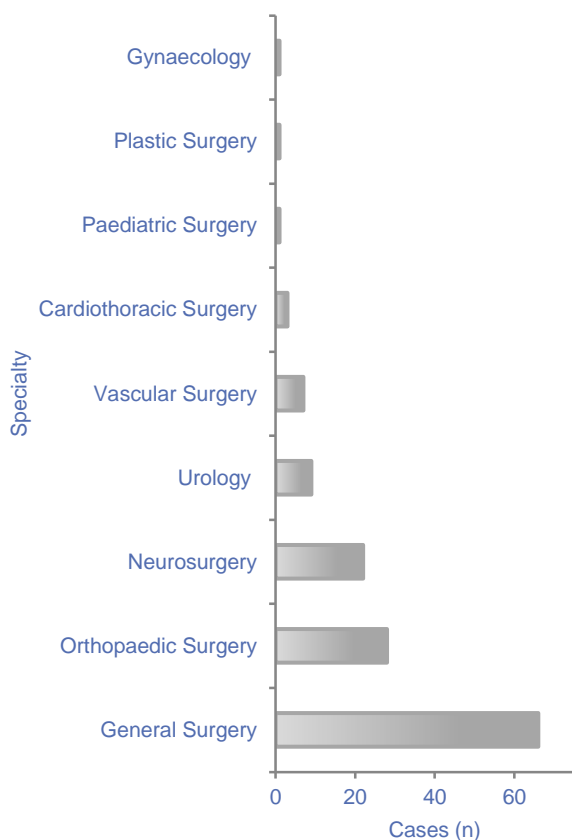 Gynaecology
Plastic Surgery
Paediatric Surgery
Cardiothoracic Surgery
Vascular Surgery
Urology
Neurosurgery
Orthopaedic Surgery
General Surgery
Specialty
0 20 40 60
Cases (n)